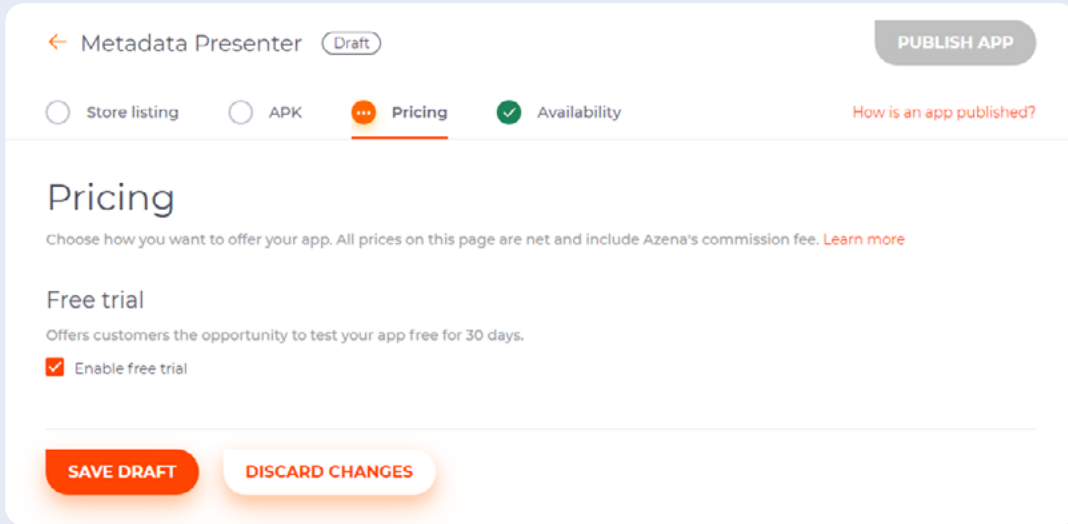 Metadata Presenter Draft PUBLISH APP
Store listing APK Pricing Availability How is an app published?
Pricing
Choose how you want to offer your app. All prices on this page are net and include Azena's commission fee. Learn more
Free trial
Offers customers the opportunity to test your app free for 30 days.
Enable free trial
SAVE DRAFT DISCARD CHANGES